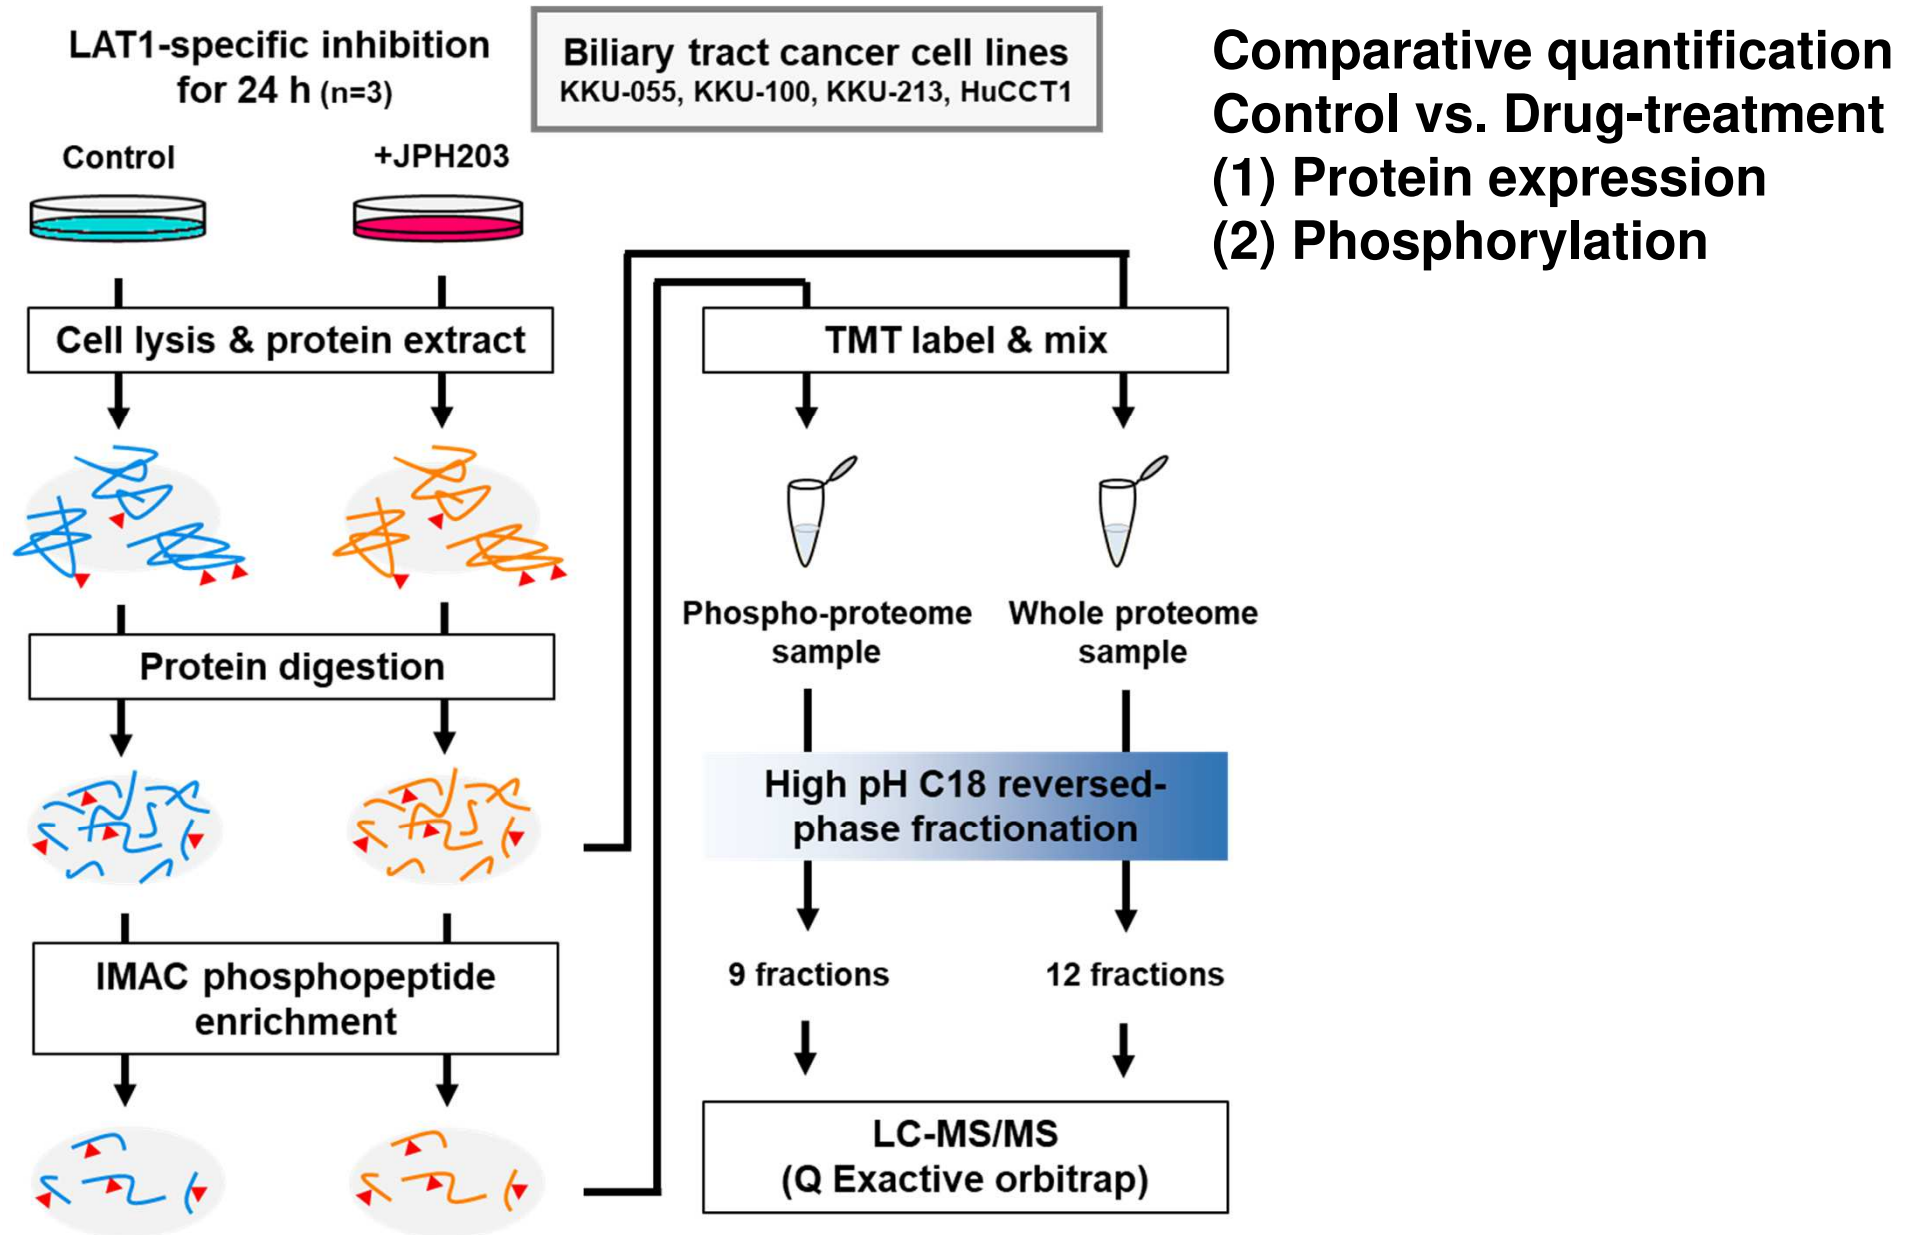 LAT1-specific inhibition
for 24 h (n=3)
Biliary tract cancer cell lines
KKU-055, KKU-100, KKU-213, HuCCT1
Comparative quantification
Control vs. Drug-treatment
(1) Protein expression
(2) Phosphorylation
Control
+JPH203
Cell lysis & protein extract
Protein digestion
IMAC phosphopeptide
enrichment
TMT label & mix
Phospho-proteome
sample
Whole proteome
sample
High pH C18 reversed-
phase fractionation
9 fractions
12 fractions
LC-MS/MS
(Q Exactive orbitrap)